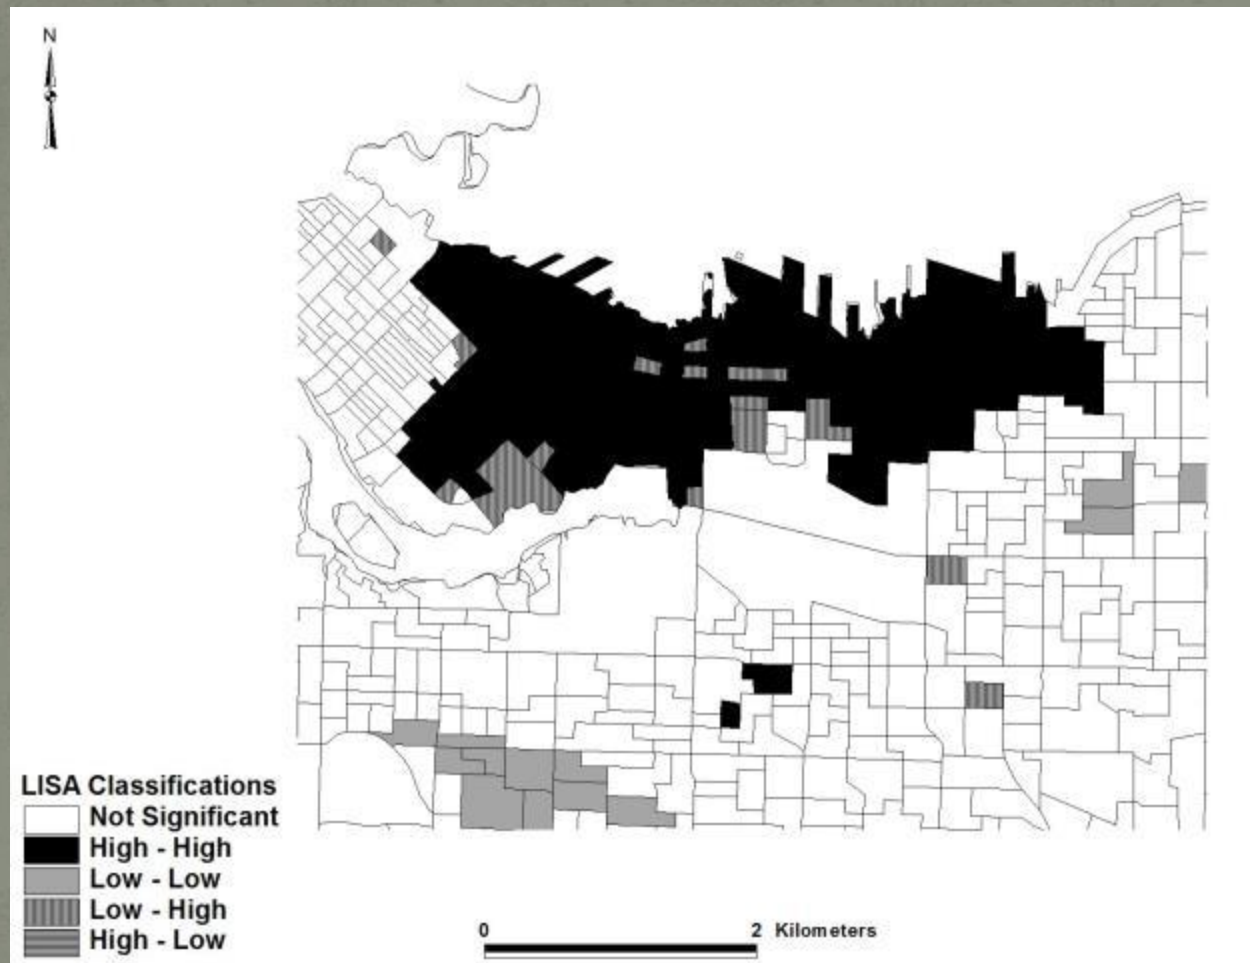 N
LISA Classifications
Not Significant
High - High
Low - Low
Low - High
High - Low
0 2 Kilometers